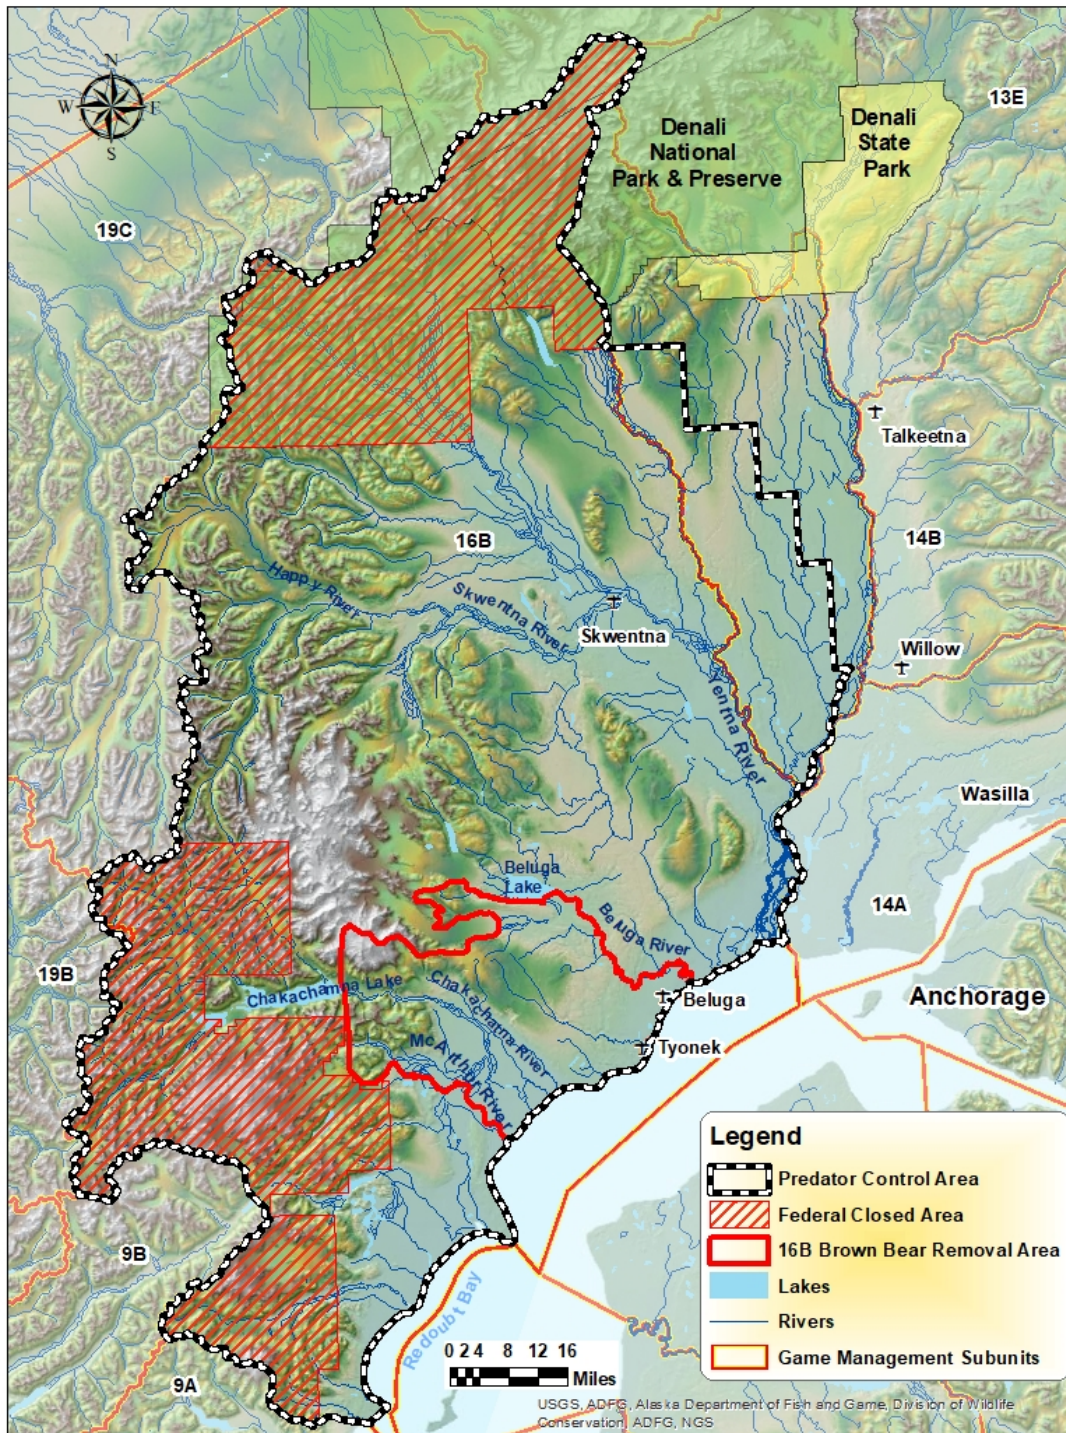 N
W
E
S
13E
Denali
National
Park & Preserve
Denali
State
Park
19C
Talkeetna
16B
14B
Happy River
Skwentna River
Skwentna
Willow
Yentna River
Wasilla
Beluga
Lake
Beluga River
14A
19B
Chakachamna Lake
Chakachatna River
Beluga
Anchorage
McArthur River
Tyonek
9B
Redoubt Bay
9A
Legend
Predator Control Area
Federal Closed Area
16B Brown Bear Removal Area
Lakes
Rivers
Game Management Subunits
0 2 4 8 12 16
Miles
USGS, ADFG, Alaska Department of Fish and Game, Division of Wildlife
Conservation, ADFG, NGS